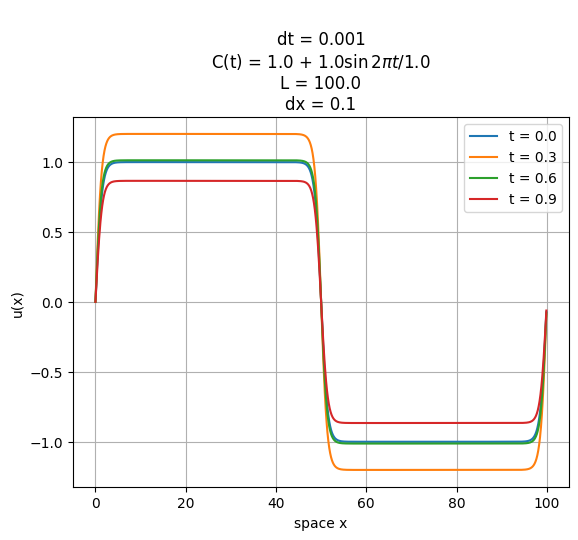 dt = 0.001
C(t) = 1.0 + 1.0sin 2πt/1.0
L = 100.0
dx = 0.1
t = 0.0
t = 0.3
t = 0.6
t = 0.9
1.0
0.5
0.0
−0.5
−1.0
u(x)
0 20 40 60 80 100
space x